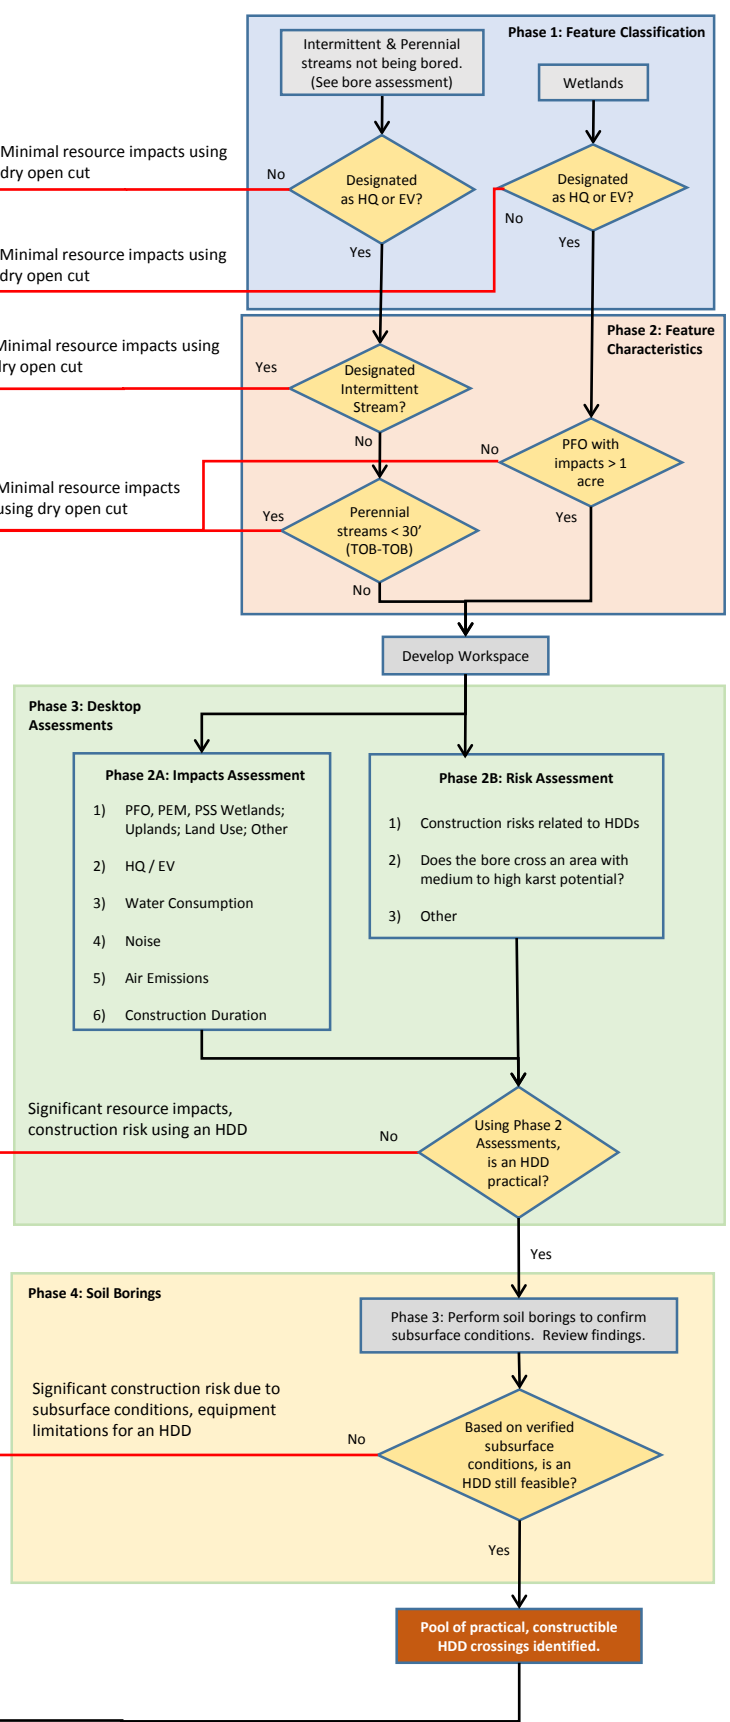 Phase 1: Feature Classification
Intermittent & Perennial
streams not being bored.
(See bore assessment)
Wetlands
Minimal resource impacts using
dry open cut
No
Designated
as HQ or EV?
Designated
as HQ or EV?
No
Yes
Yes
Minimal resource impacts using
dry open cut
Phase 2: Feature
Characteristics
Minimal resource impacts using
dry open cut
Yes
Designated
Intermittent
Stream?
No
No
PFO with
impacts > 1
acre
Minimal resource impacts
using dry open cut
Yes
Perennial
streams < 30’
(TOB-TOB)
Yes
No
Develop Workspace
Phase 3: Desktop
Assessments
Phase 2A: Impacts Assessment
1) PFO, PEM, PSS Wetlands;
Uplands; Land Use; Other
2) HQ / EV
3) Water Consumption
4) Noise
5) Air Emissions
6) Construction Duration
Phase 2B: Risk Assessment
1) Construction risks related to HDDs
2) Does the bore cross an area with
medium to high karst potential?
3) Other
Significant resource impacts,
construction risk using an HDD
No
Using Phase 2
Assessments,
is an HDD
practical?
Yes
Phase 4: Soil Borings
Phase 3: Perform soil borings to confirm
subsurface conditions. Review findings.
Significant construction risk due to
subsurface conditions, equipment
limitations for an HDD
No
Based on verified
subsurface
conditions, is an
HDD still feasible?
Yes
Pool of practical, constructible
HDD crossings identified.